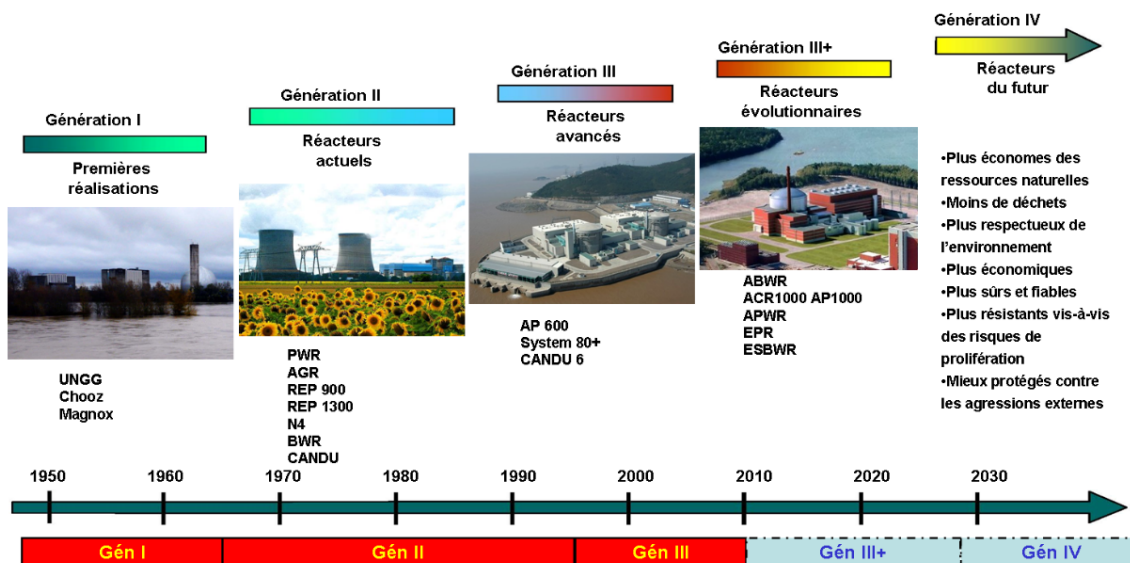 Génération I
Premières
réalisations
UNGG
Chooz
Magnox
Génération II
Réacteurs
actuels
PWR
AGR
REP 900
REP 1300
N4
BWR
CANDU
Génération III
Réacteurs
avancés
AP 600
System 80+
CANDU 6
Génération III+
Réacteurs
évolutionnaires
ABWR
ACR1000 AP1000
APWR
EPR
ESBWR
Génération IV
Réacteurs
du futur
•Plus économes des
ressources naturelles
•Moins de déchets
•Plus respectueux de
l'environnement
•Plus économiques
•Plus sûrs et fiables
•Plus résistants vis-à-vis
des risques de
prolifération
•Mieux protégés contre
les agressions externes
1950 1960 1970 1980 1990 2000 2010 2020 2030
Gén I Gén II Gén III Gén III+ Gén IV